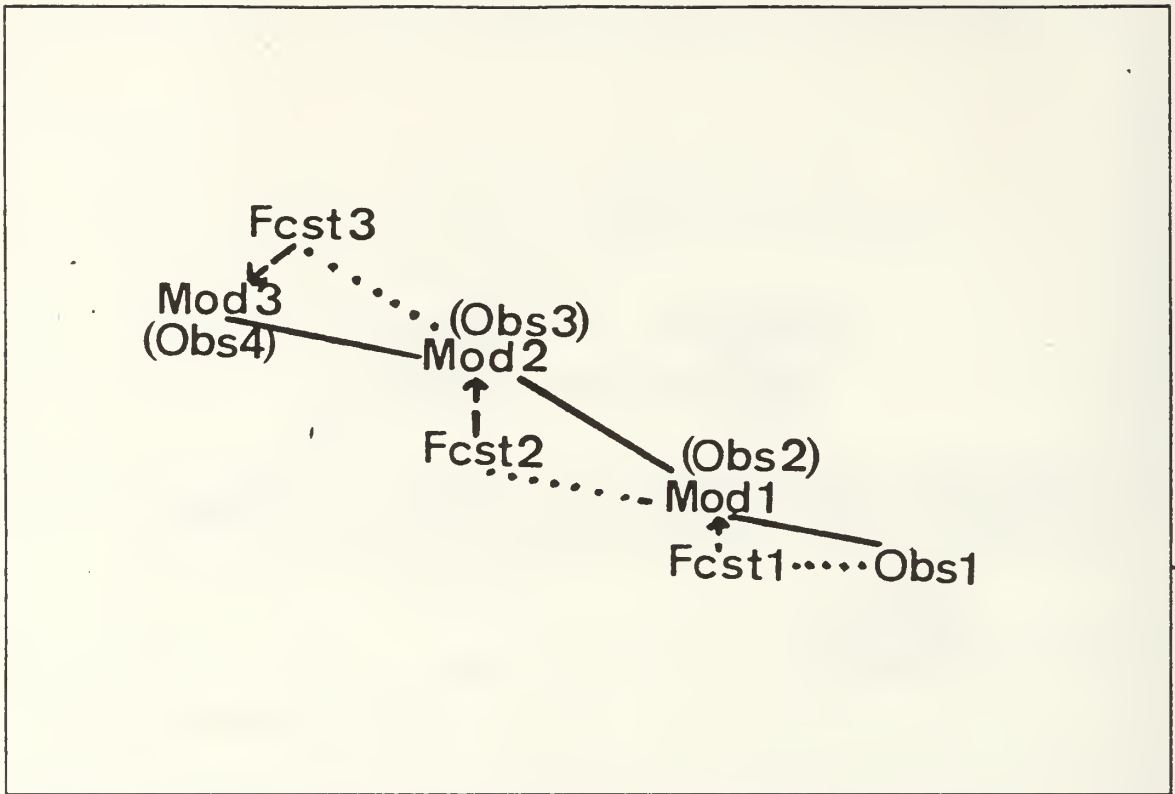 Fcst3
Mod3
(Obs4)
(Obs3)
Mod2
Fcst2
(Obs2)
Mod1
Fcst1
Obs1